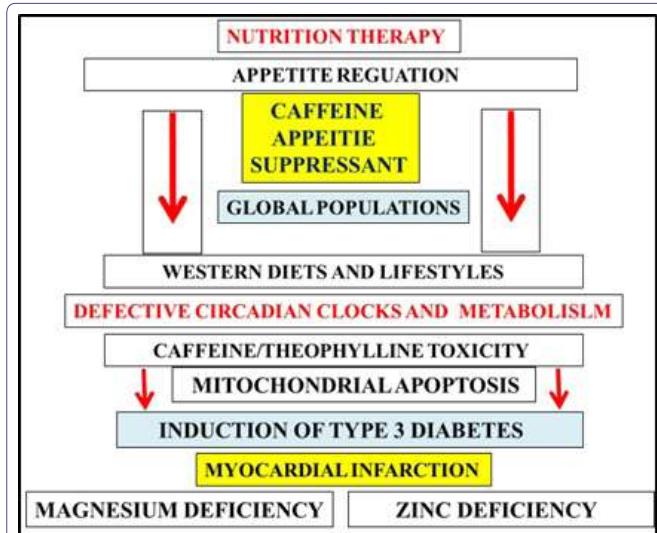 NUTRITION THERAPY
APPETITE REGUATION
CAFFEINE
APPEITIE
SUPPRESSANT
GLOBAL POPULATIONS
WESTERN DIETS AND LIFESTYLES
DEFECTIVE CIRCADIAN CLOCKS AND METABOLISLM
CAFFEINE/THEOPHYLLINE TOXICITY
MITOCHONDRIAL APOPTOSIS
INDUCTION OF TYPE 3 DIABETES
MYOCARDIAL INFARCTION
MAGNESIUM DEFICIENCY
ZINC DEFICIENCY